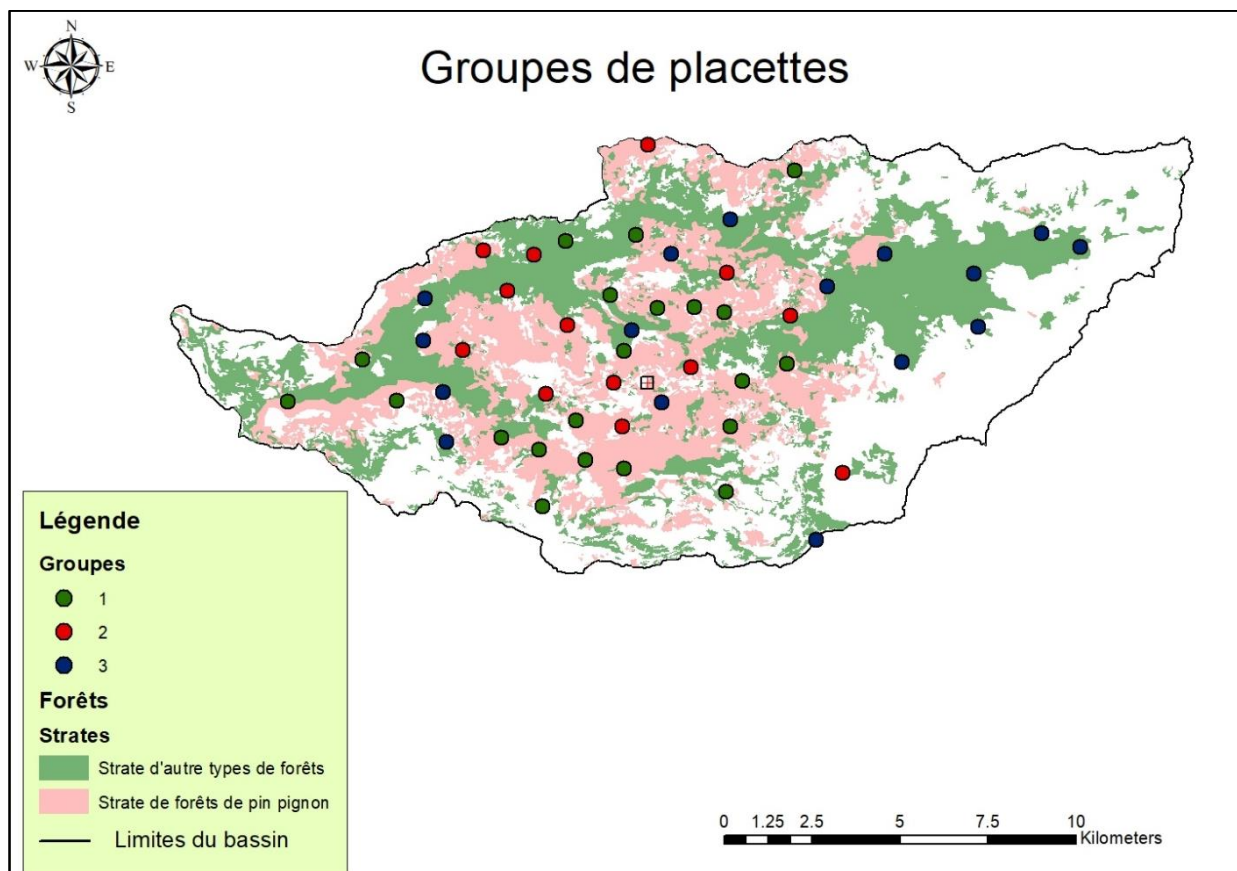 N
W E
S
Groupes de placettes
Légende
Groupes
1
2
3
Forêts
Strates
Strate d'autre types de forêts
Strate de forêts de pin pignon
Limites du bassin
0 1.25 2.5 5 7.5 10
Kilometers